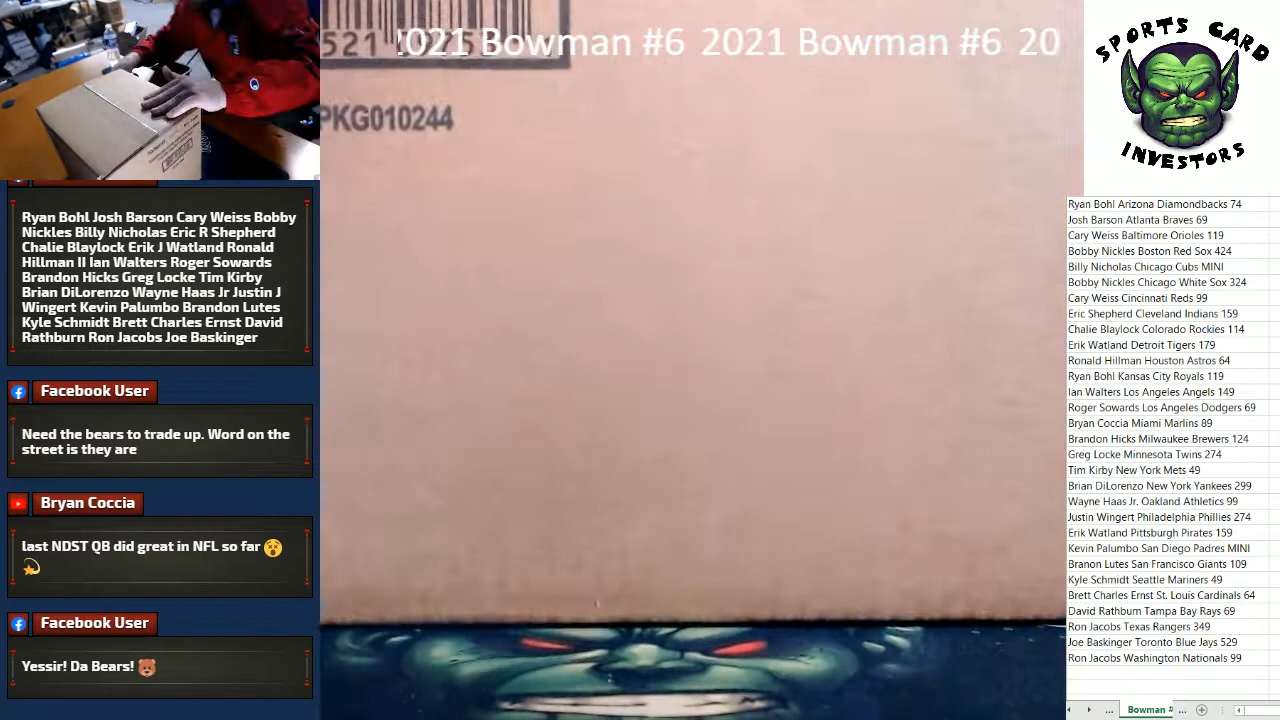 521
PKG010244
2021 Bowman #6 2021 Bowman #6 20
SPORTS CARD
INVESTORS
Ryan Bohl Josh Barson Cary Weiss Bobby
Nickles Billy Nicholas Eric R Shepherd
Chalie Blaylock Erik J Watland Ronald
Hillman II Ian Walters Roger Sowards
Brandon Hicks Greg Locke Tim Kirby
Brian DiLorenzo Wayne Haas Jr Justin J
Wingert Kevin Palumbo Brandon Lutes
Kyle Schmidt Brett Charles Ernst David
Rathburn Ron Jacobs Joe Baskinger
Facebook User
Need the bears to trade up. Word on the
street is they are
Bryan Coccia
last NDST QB did great in NFL so far 😵
💫
Facebook User
Yessir! Da Bears! 🐻
Ryan Bohl Arizona Diamondbacks 74
Josh Barson Atlanta Braves 69
Cary Weiss Baltimore Orioles 119
Bobby Nickles Boston Red Sox 424
Billy Nicholas Chicago Cubs MINI
Bobby Nickles Chicago White Sox 324
Cary Weiss Cincinnati Reds 99
Eric Shepherd Cleveland Indians 159
Chalie Blaylock Colorado Rockies 114
Erik Watland Detroit Tigers 179
Ronald Hillman Houston Astros 64
Ryan Bohl Kansas City Royals 119
Ian Walters Los Angeles Angels 149
Roger Sowards Los Angeles Dodgers 69
Bryan Coccia Miami Marlins 89
Brandon Hicks Milwaukee Brewers 124
Greg Locke Minnesota Twins 274
Tim Kirby New York Mets 49
Brian DiLorenzo New York Yankees 299
Wayne Haas Jr. Oakland Athletics 99
Justin Wingert Philadelphia Phillies 274
Erik Watland Pittsburgh Pirates 159
Kevin Palumbo San Diego Padres MINI
Branon Lutes San Francisco Giants 109
Kyle Schmidt Seattle Mariners 49
Brett Charles Ernst St. Louis Cardinals 64
David Rathburn Tampa Bay Rays 69
Ron Jacobs Texas Rangers 349
Joe Baskinger Toronto Blue Jays 529
Ron Jacobs Washington Nationals 99
... Bowman # ...